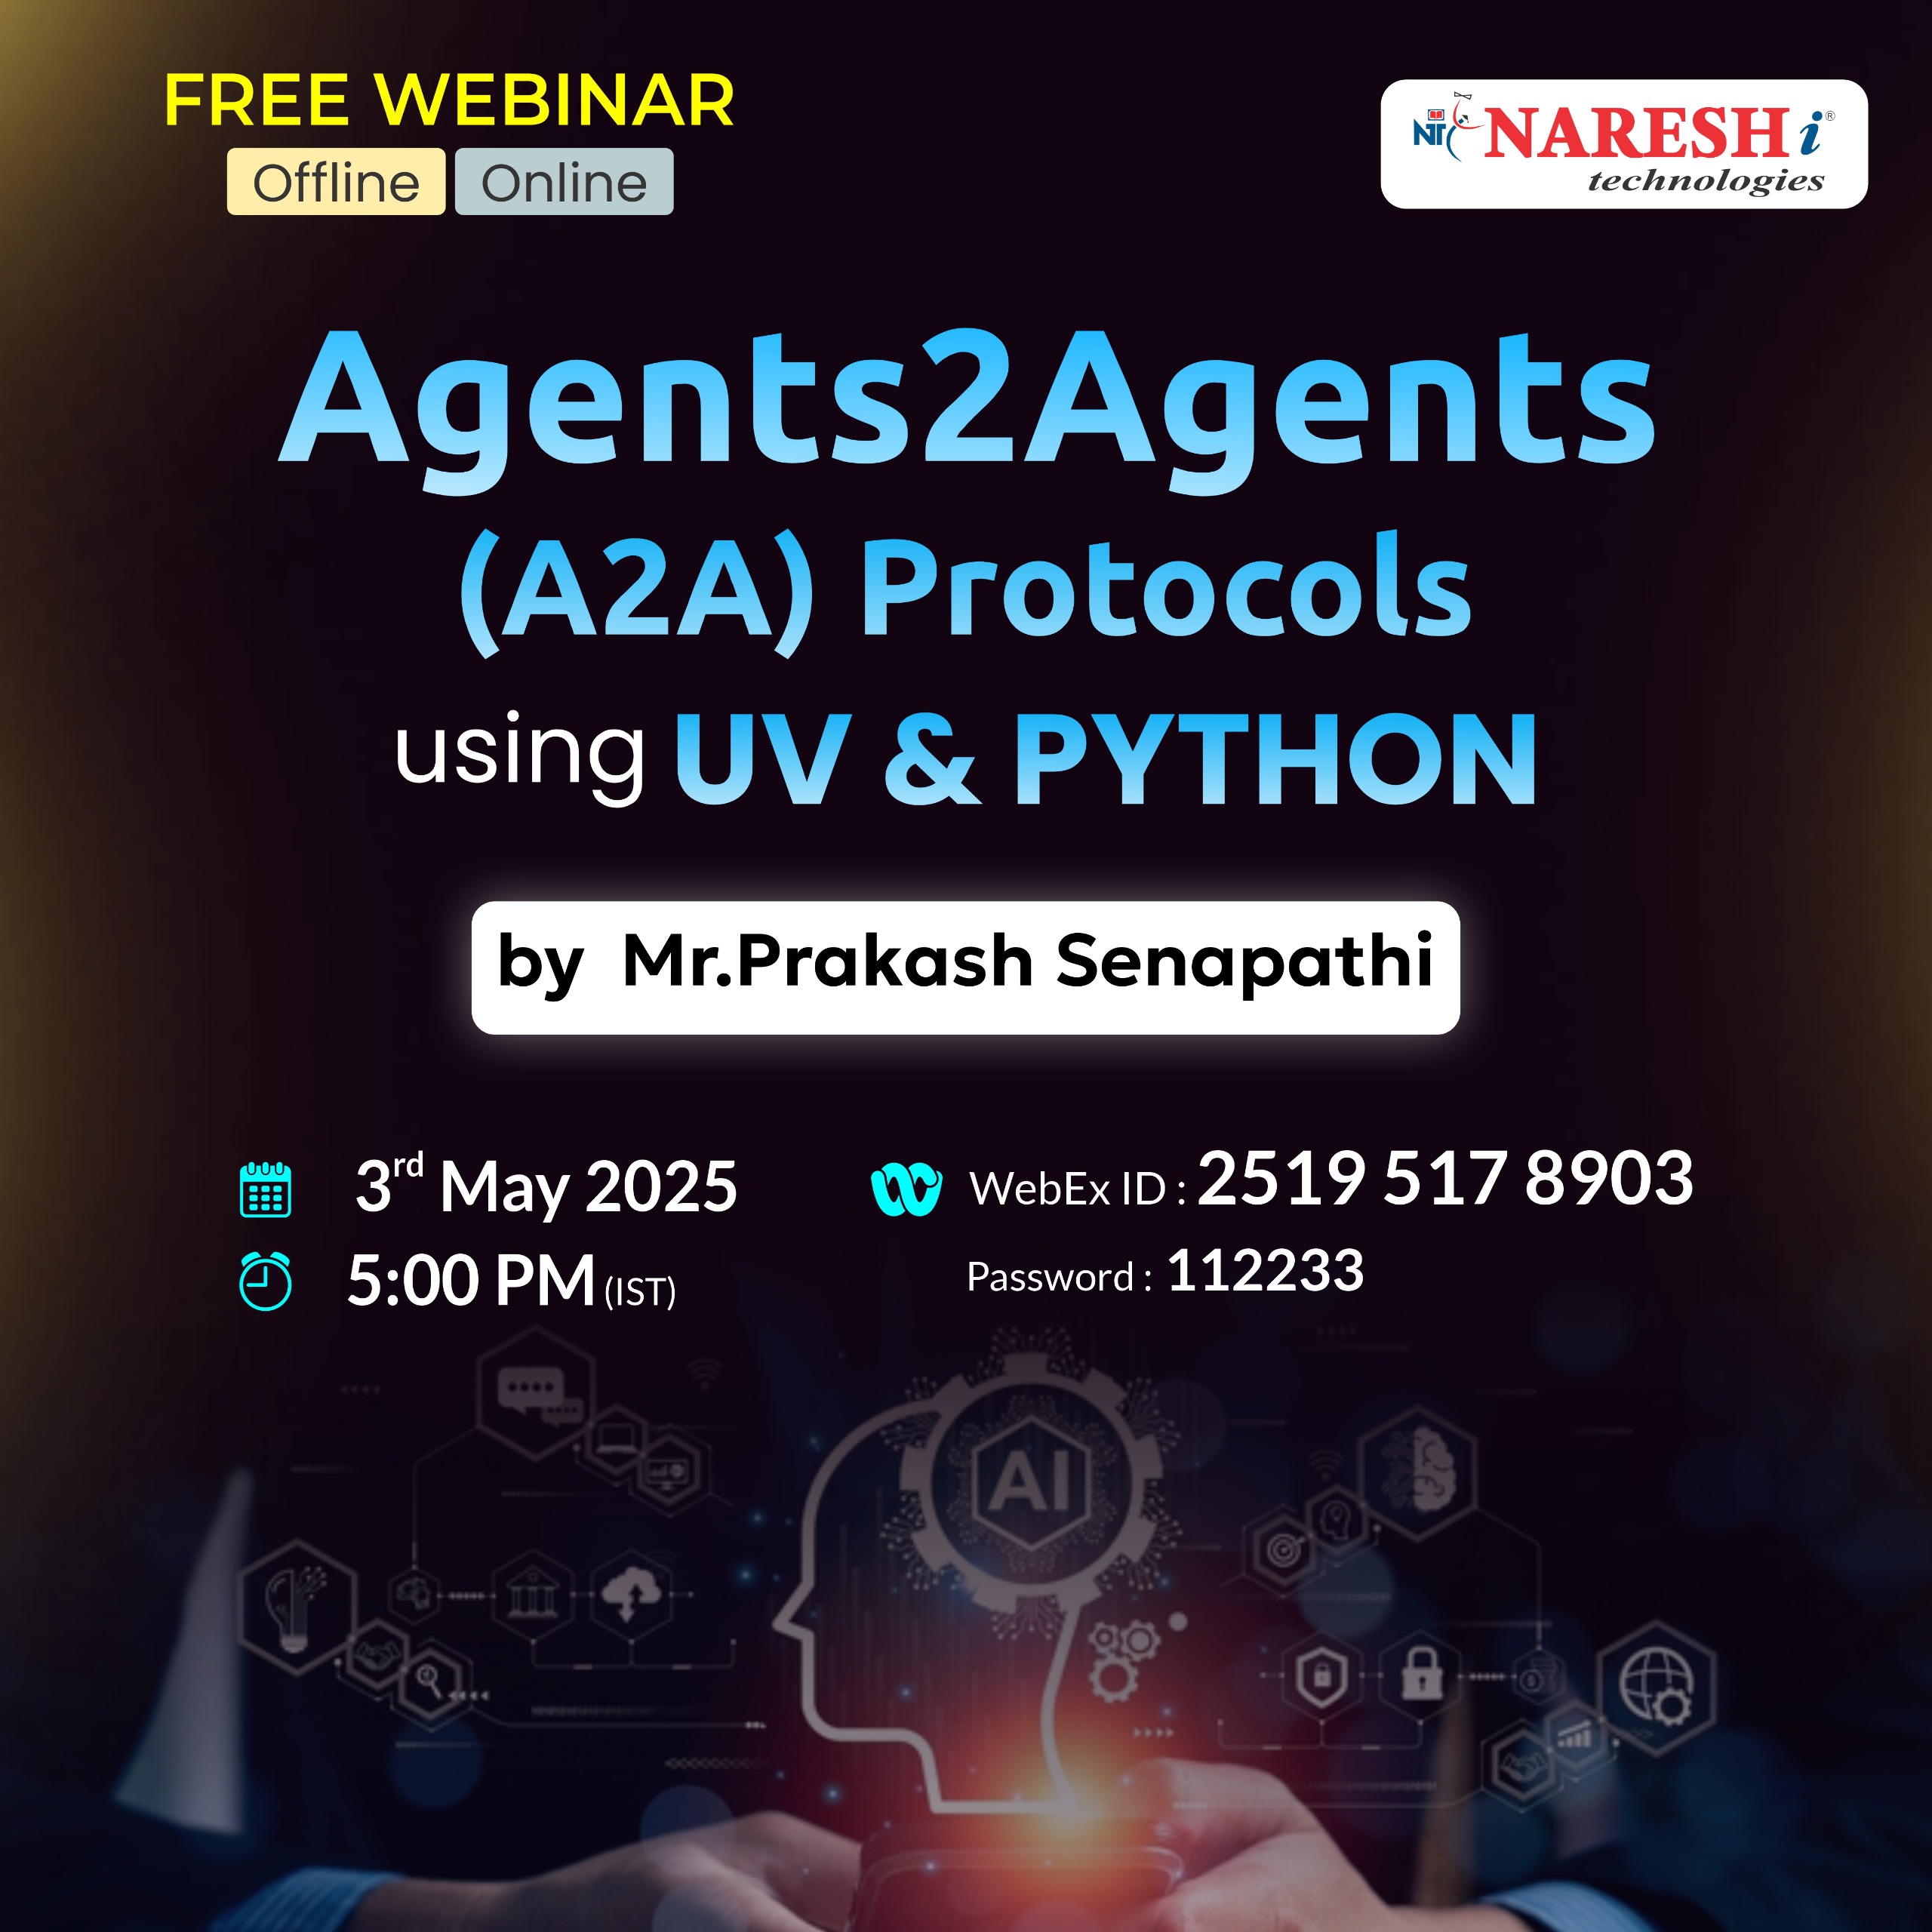 FREE WEBINAR
Offline Online
NT NARESH i ®
technologies
Agents2Agents
(A2A) Protocols
using UV & PYTHON
by Mr.Prakash Senapathi
3rd May 2025
5:00 PM (IST)
WebEx ID : 2519 517 8903
Password : 112233
AI